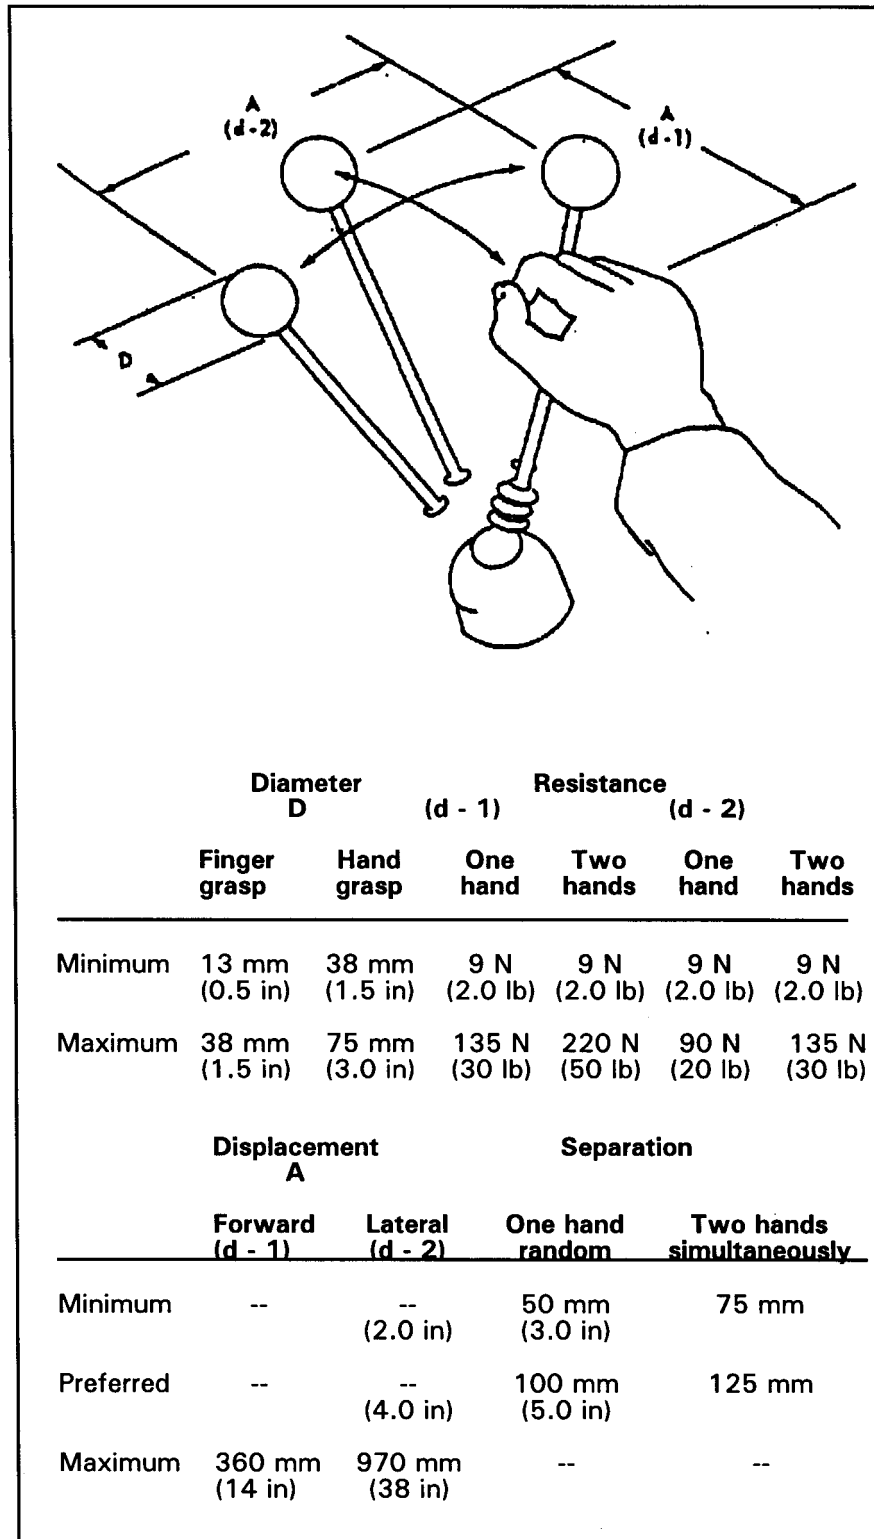 A
(d-2)
A
(d-1)
D
Diameter Resistance
D (d - 1) (d - 2)
Finger Hand One Two One Two
grasp grasp hand hands hand hands
Minimum 13 mm 38 mm 9 N 9 N 9 N 9 N
(0.5 in) (1.5 in) (2.0 lb) (2.0 lb) (2.0 lb) (2.0 lb)
Maximum 38 mm 75 mm 135 N 220 N 90 N 135 N
(1.5 in) (3.0 in) (30 lb) (50 lb) (20 lb) (30 lb)
Displacement Separation
A
Forward Lateral One hand Two hands
(d - 1) (d - 2) random simultaneously
Minimum -- -- 50 mm 75 mm
(2.0 in) (3.0 in)
Preferred -- -- 100 mm 125 mm
(4.0 in) (5.0 in)
Maximum 360 mm 970 mm -- --
(14 in) (38 in)